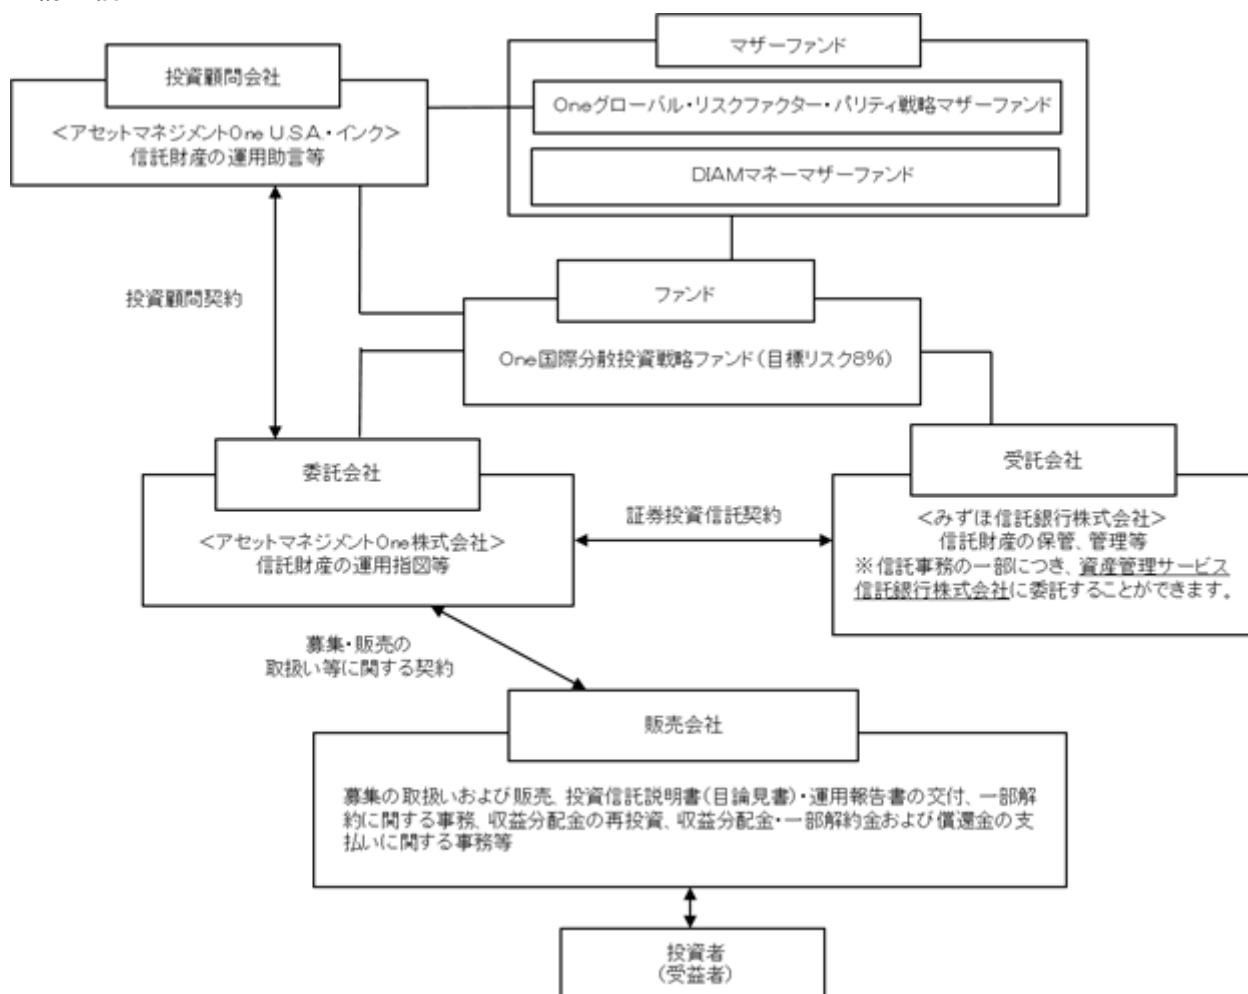 マザーファンド
投資顧問会社
Oneグローバル・リスクファクター・パリティ戦略マザーファンド
<アセットマネジメントOne U.S.A.・インク>
信託財産の運用助言等
DIAMマネーマザーファンド
投資顧問契約
ファンド
One国際分散投資戦略ファンド(目標リスク8%)
委託会社
受託会社
<アセットマネジメントOne株式会社>
信託財産の運用指図等
証券投資信託契約
<みずほ信託銀行株式会社>
信託財産の保管、管理等
※信託事務の一部につき、資産管理サービス
信託銀行株式会社に委託することができます。
募集・販売の
取扱い等に関する契約
販売会社
募集の取扱いおよび販売、投資信託説明書(目論見書)・運用報告書の交付、一部解
約に関する事務、収益分配金の再投資、収益分配金・一部解約金および償還金の支
払いに関する事務等
投資者
(受益者)